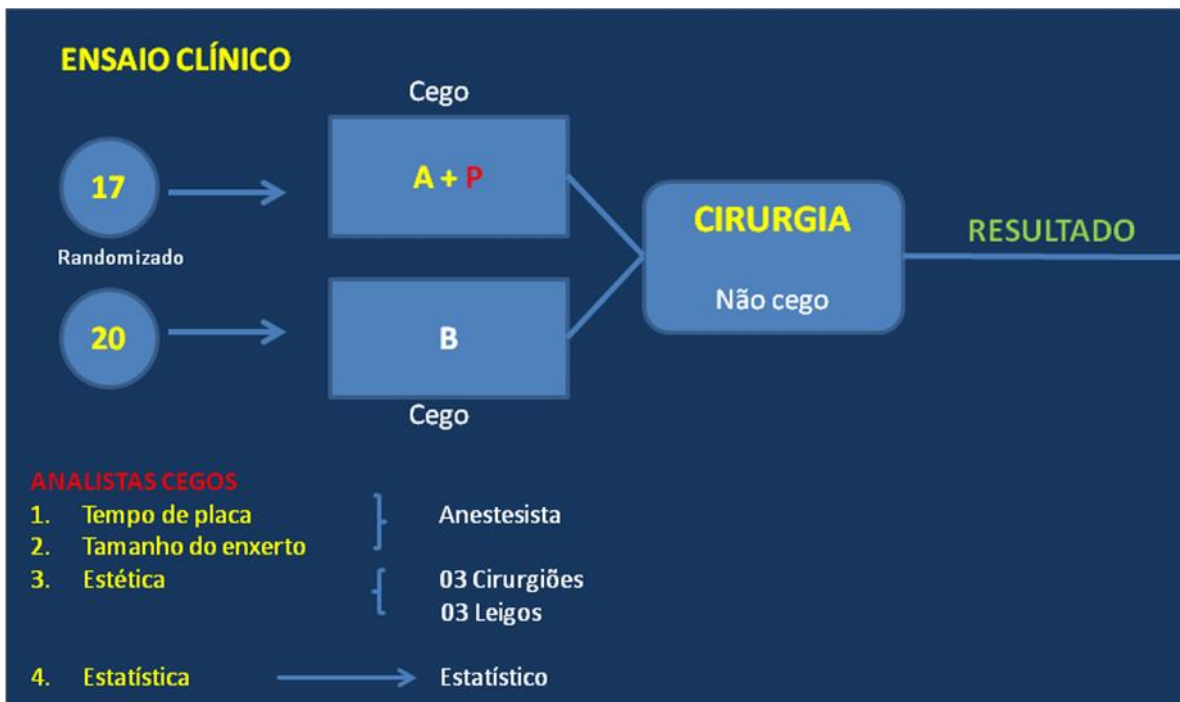 ENSAIO CLÍNICO
Cego
17
A + P
Randomizado
CIRURGIA
Não cego
RESULTADO
20
B
Cego
ANALISTAS CEGOS
1. Tempo de placa
2. Tamanho do enxerto
Anestesista
3. Estética
03 Cirurgiões
03 Leigos
4. Estatística
Estatístico